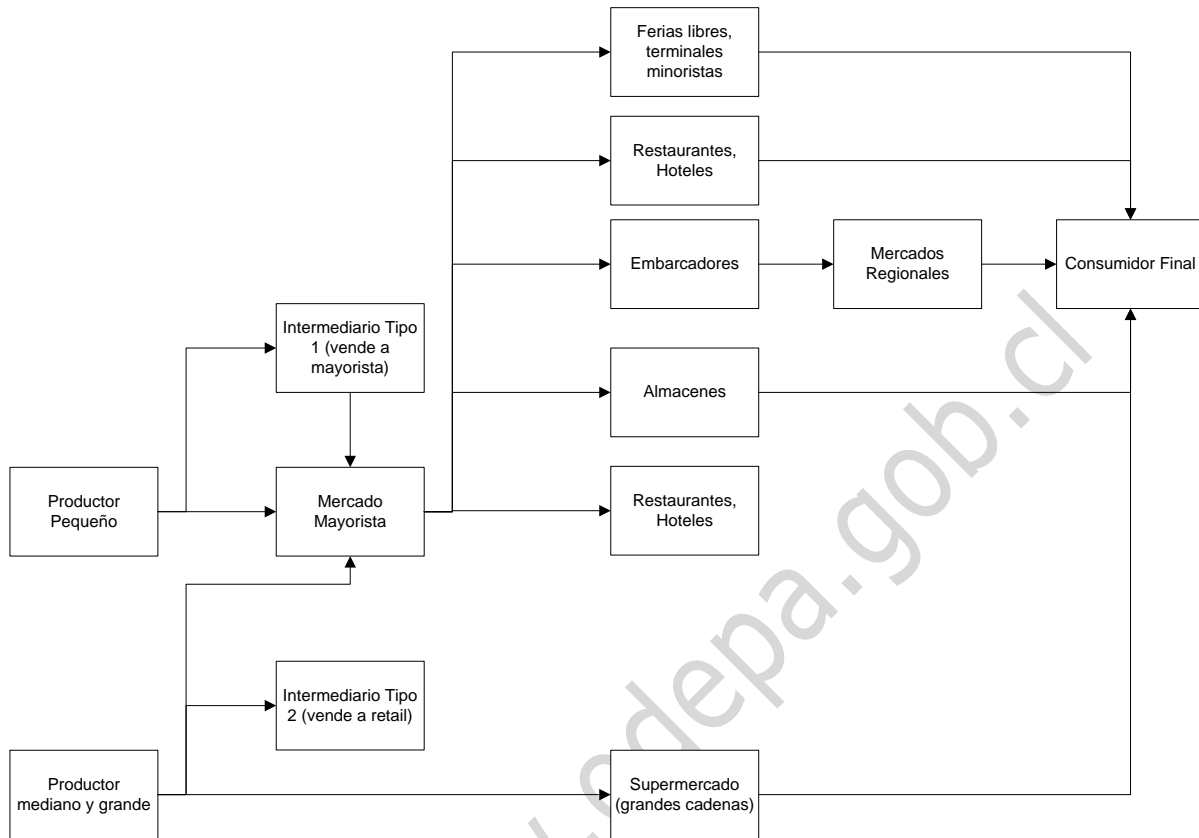 Ferias libres,
terminales
minoristas
Restaurantes,
Hoteles
Embarcadores
Mercados
Regionales
Consumidor Final
Intermediario Tipo
1 (vende a
mayorista)
Almacenes
Productor
Pequeño
Mercado
Mayorista
Restaurantes,
Hoteles
Intermediario Tipo
2 (vende a retail)
Productor
mediano y grande
Supermercado
(grandes cadenas)
.odepa.gob.cl